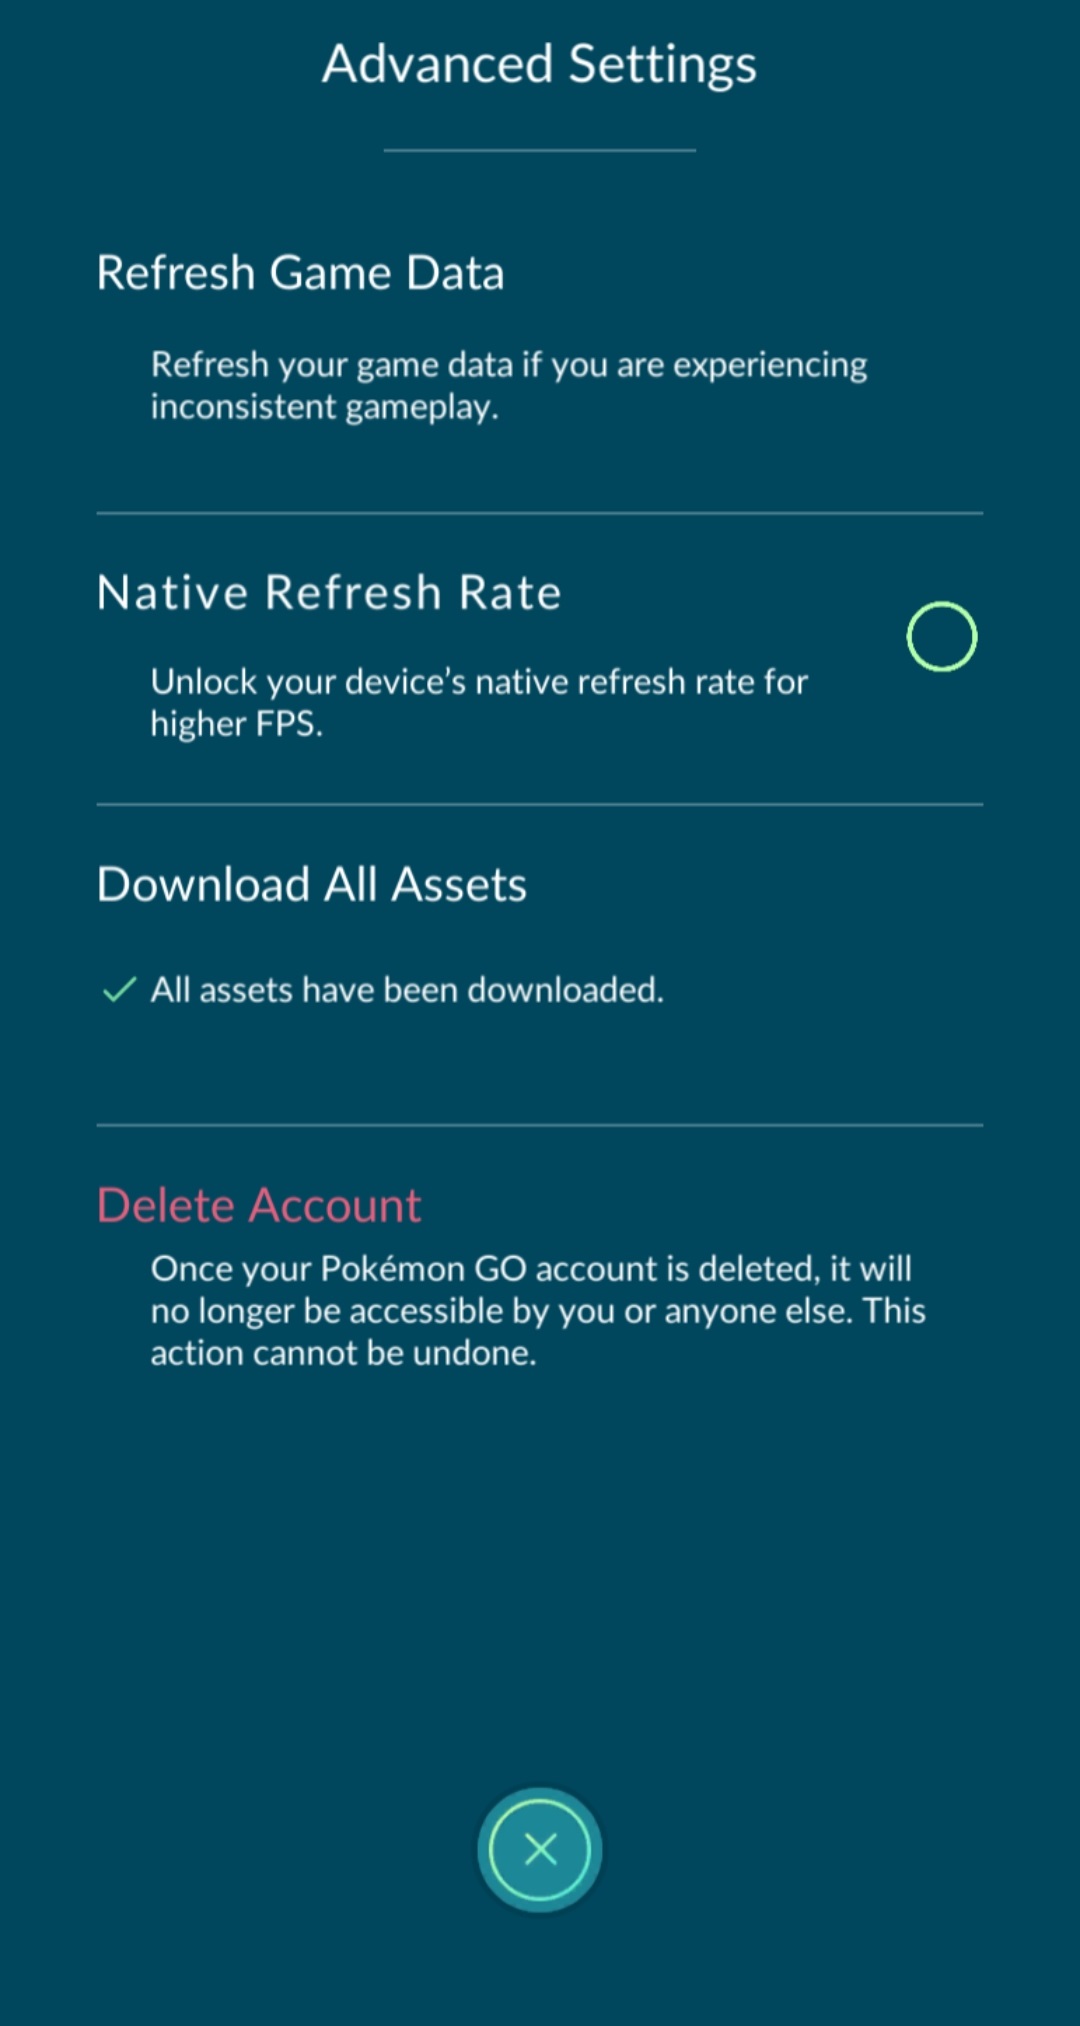 Advanced Settings
Refresh Game Data
Refresh your game data if you are experiencing
inconsistent gameplay.
Native Refresh Rate
Unlock your device’s native refresh rate for
higher FPS.
Download All Assets
All assets have been downloaded.
Delete Account
Once your Pokémon GO account is deleted, it will
no longer be accessible by you or anyone else. This
action cannot be undone.